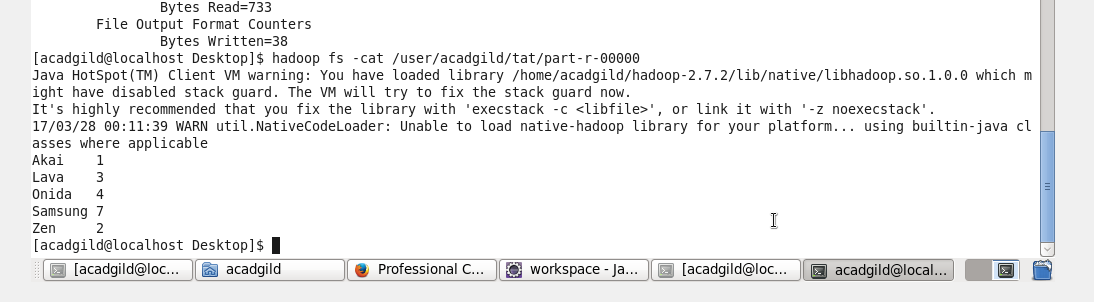 Bytes Read=733
File Output Format Counters
Bytes Written=38
[acadgild@localhost Desktop]$ hadoop fs -cat /user/acadgild/tat/part-r-00000
Java HotSpot(TM) Client VM warning: You have loaded library /home/acadgild/hadoop-2.7.2/lib/native/libhadoop.so.1.0.0 which m
ight have disabled stack guard. The VM will try to fix the stack guard now.
It's highly recommended that you fix the library with 'execstack -c <libfile>', or link it with '-z noexecstack'.
17/03/28 00:11:39 WARN util.NativeCodeLoader: Unable to load native-hadoop library for your platform... using builtin-java cl
asses where applicable
Akai 1
Lava 3
Onida 4
Samsung 7
Zen 2
[acadgild@localhost Desktop]$
[acadgild@loc... acadgild Professional C... workspace - Ja... [acadgild@loc... acadgild@local...